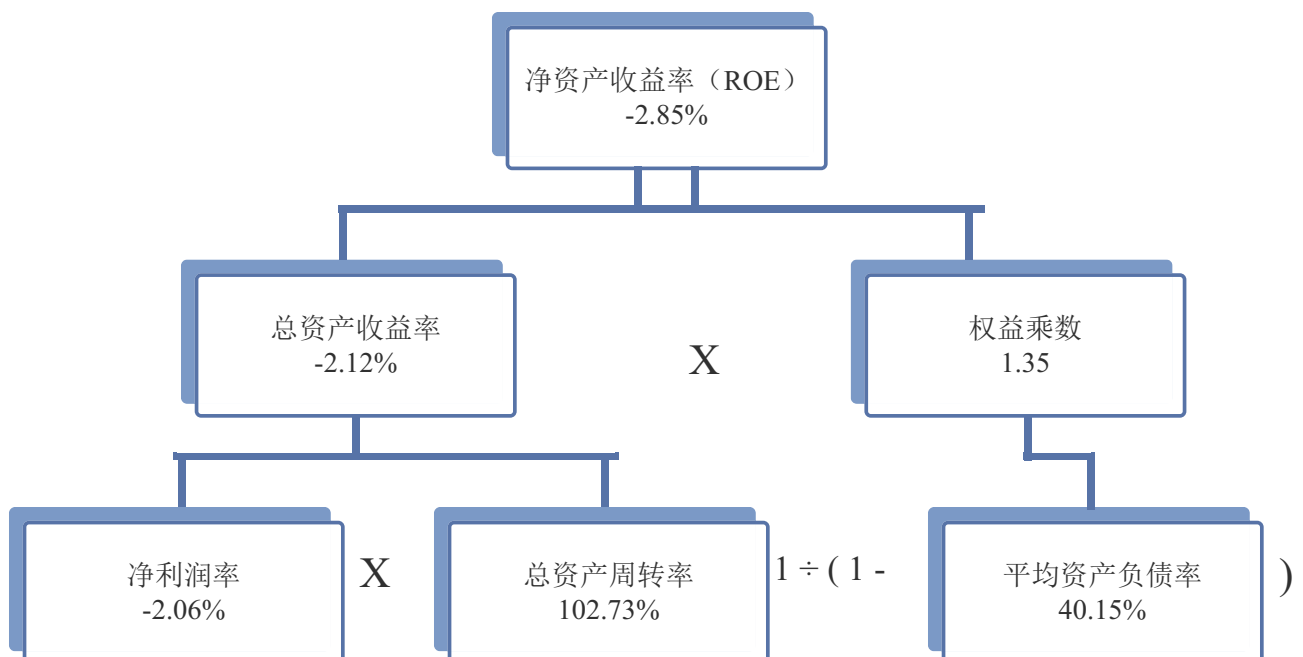 净资产收益率（ROE）
-2.85%
总资产收益率
-2.12%
X
权益乘数
1.35
净利润率
-2.06%
X
总资产周转率
102.73%
1 ÷ ( 1 -
平均资产负债率
40.15%
)